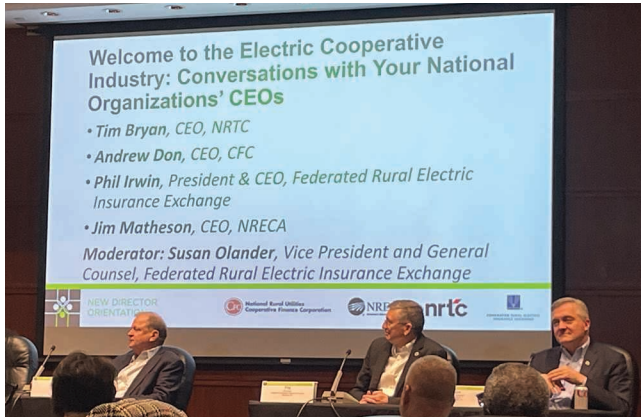 Welcome to the Electric Cooperative
Industry: Conversations with Your National
Organizations' CEOs
• Tim Bryan, CEO, NRTC
• Andrew Don, CEO, CFC
• Phil Irwin, President & CEO, Federated Rural Electric
Insurance Exchange
• Jim Matheson, CEO, NRECA
Moderator: Susan Olander, Vice President and General
Counsel, Federated Rural Electric Insurance Exchange
NEW DIRECTOR
ORIENTATION
National Rural Utilities
Cooperative Finance Corporation
nrtc